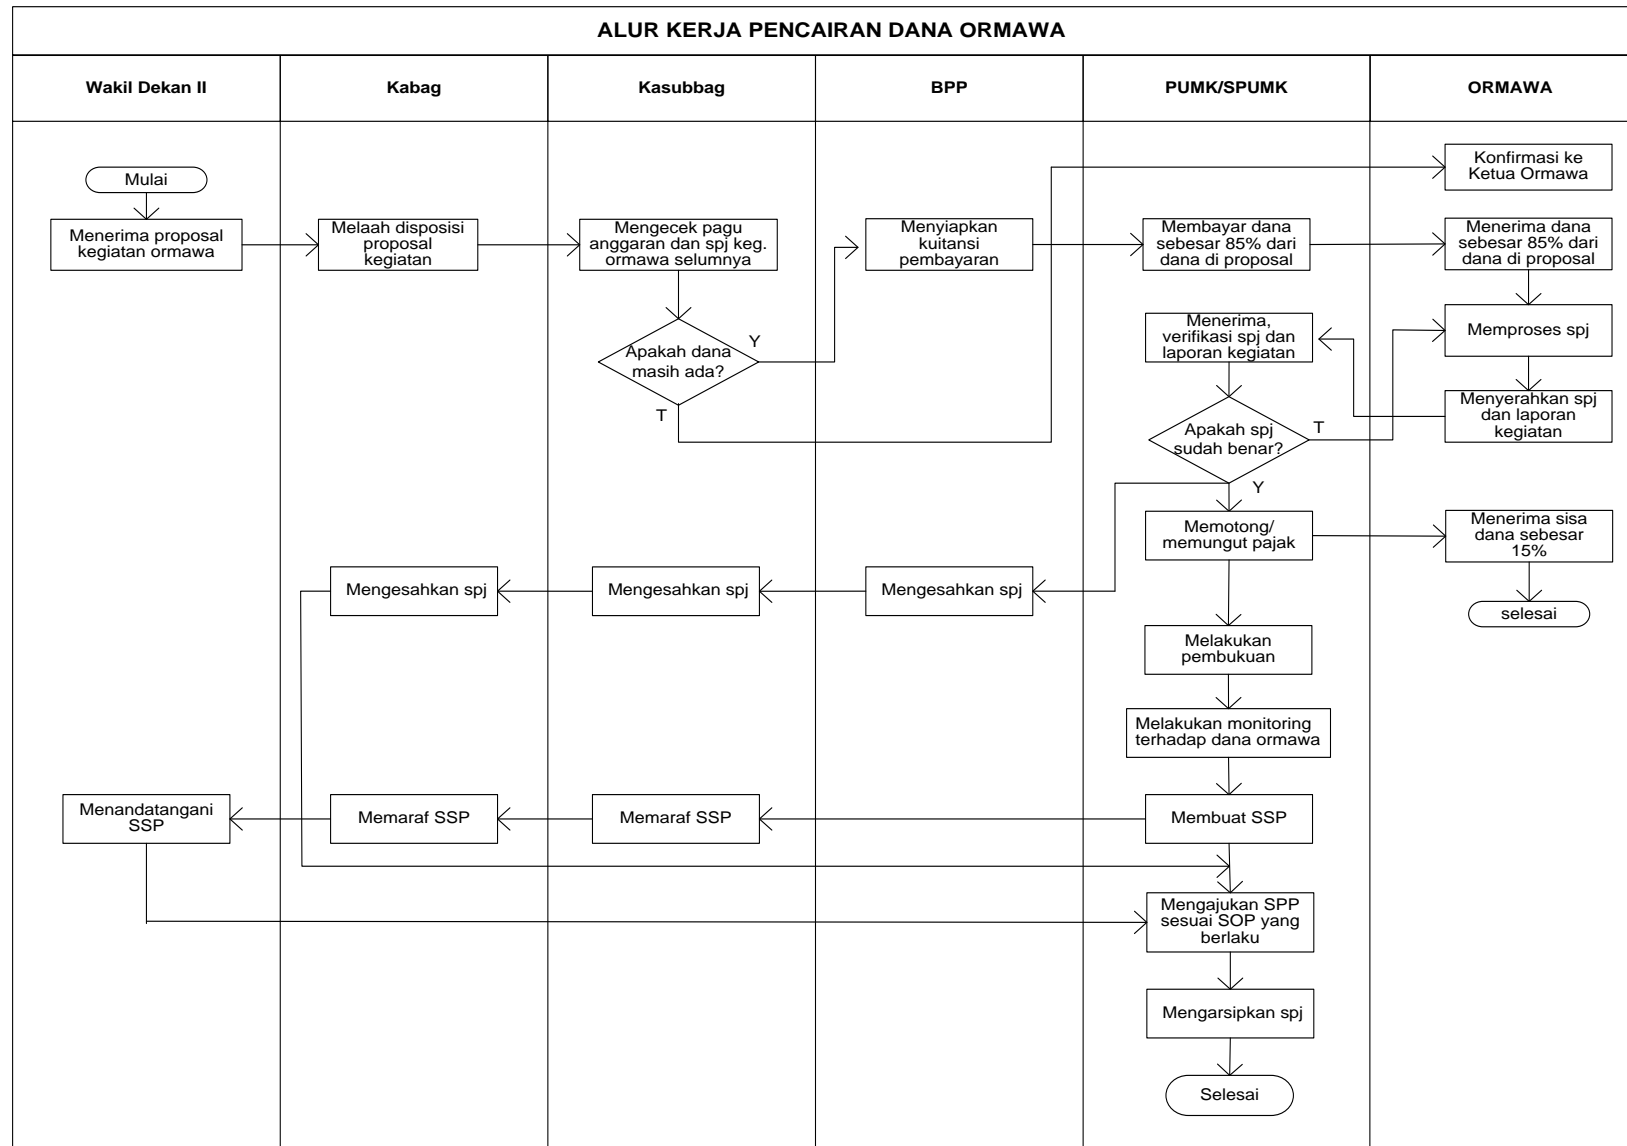 ALUR KERJA PENCAIRAN DANA ORMAWA
Wakil Dekan II
Kabag
Kasubbag
BPP
PUMK/SPUMK
ORMAWA
Konfirmasi ke
Ketua Ormawa
Mulai
Menerima proposal
kegiatan ormawa
Melaah disposisi
proposal
kegiatan
Mengecek pagu
anggaran dan spj keg.
ormawa selumnya
Menyiapkan
kuitansi
pembayaran
Membayar dana
sebesar 85% dari
dana di proposal
Menerima dana
sebesar 85% dari
dana di proposal
Apakah dana
masih ada?
Y
T
Menerima,
verifikasi spj dan
laporan kegiatan
Memproses spj
Menyerahkan spj
dan laporan
kegiatan
Apakah spj
sudah benar?
T
Y
Memotong/
memungut pajak
Menerima sisa
dana sebesar
15%
Mengesahkan spj
Mengesahkan spj
Mengesahkan spj
selesai
Melakukan
pembukuan
Melakukan monitoring
terhadap dana ormawa
Menandatangani
SSP
Memaraf SSP
Memaraf SSP
Membuat SSP
Mengajukan SPP
sesuai SOP yang
berlaku
Mengarsipkan spj
Selesai